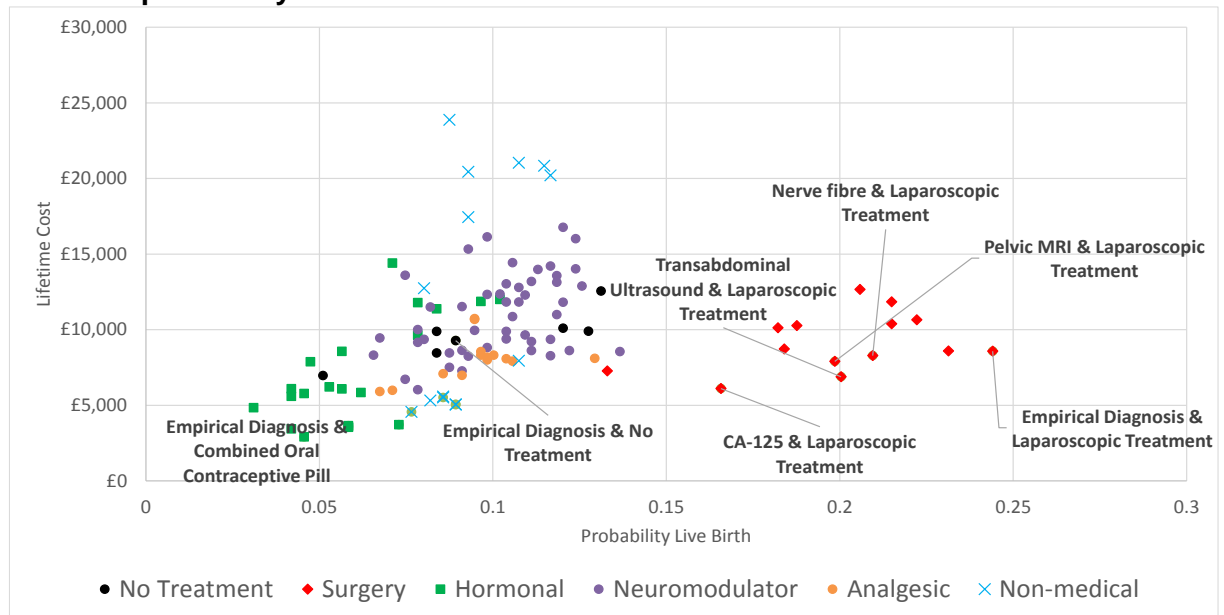 £30,000
£25,000
£20,000
£15,000
£10,000
£5,000
£0
Lifetime Cost
Nerve fibre & Laparoscopic
Treatment
Pelvic MRI & Laparoscopic
Treatment
Transabdominal
Ultrasound & Laparoscopic
Treatment
Empirical Diagnosis &
Combined Oral
Contraceptive Pill
Empirical Diagnosis & No
Treatment
CA-125 & Laparoscopic
Treatment
Empirical Diagnosis &
Laparoscopic Treatment
0 0.05 0.1 0.15 0.2 0.25 0.3
Probability Live Birth
No Treatment Surgery Hormonal Neuromodulator Analgesic Non-medical